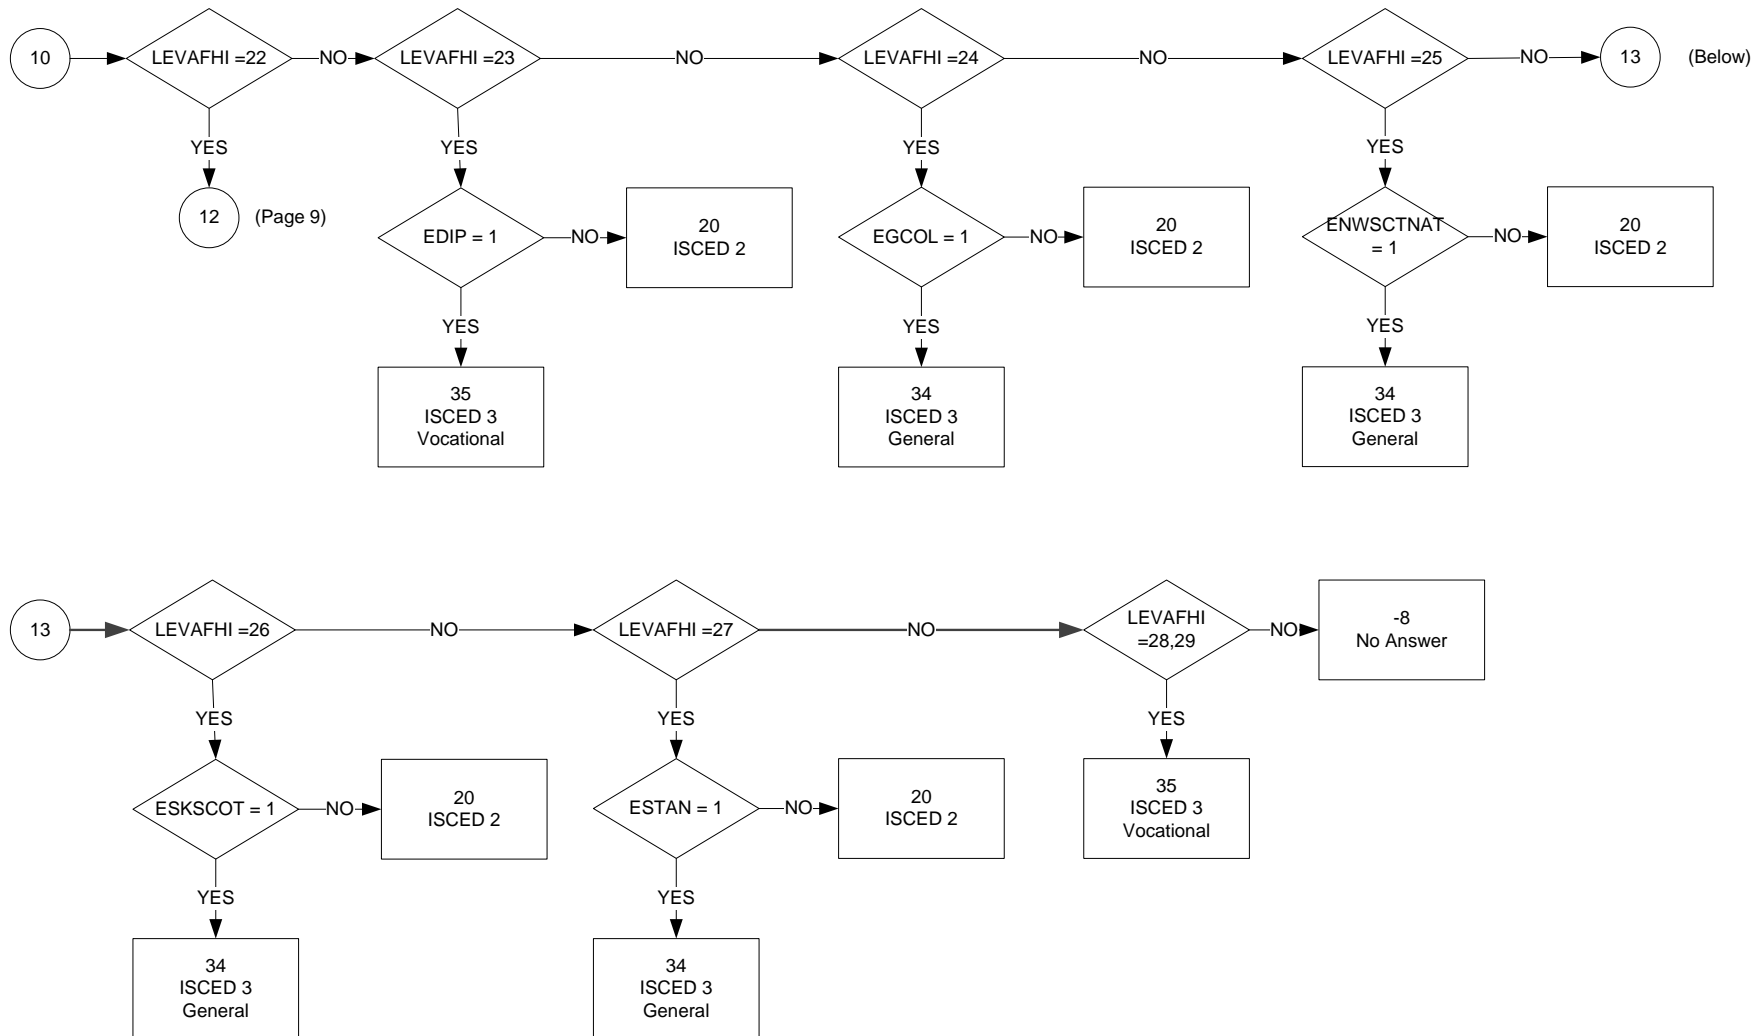 10
LEVAFHI =22
NO
LEVAFHI =23
NO
LEVAFHI =24
NO
LEVAFHI =25
NO
13
(Below)
YES
YES
YES
YES
12
(Page 9)
EDIP = 1
NO
20
ISCED 2
EGCOL = 1
NO
20
ISCED 2
ENWSCTNAT
= 1
NO
20
ISCED 2
YES
YES
YES
35
ISCED 3
Vocational
34
ISCED 3
General
34
ISCED 3
General
13
LEVAFHI =26
NO
LEVAFHI =27
NO
LEVAFHI
=28,29
NO
-8
No Answer
YES
YES
YES
ESKSCOT = 1
NO
20
ISCED 2
ESTAN = 1
NO
20
ISCED 2
35
ISCED 3
Vocational
YES
YES
34
ISCED 3
General
34
ISCED 3
General